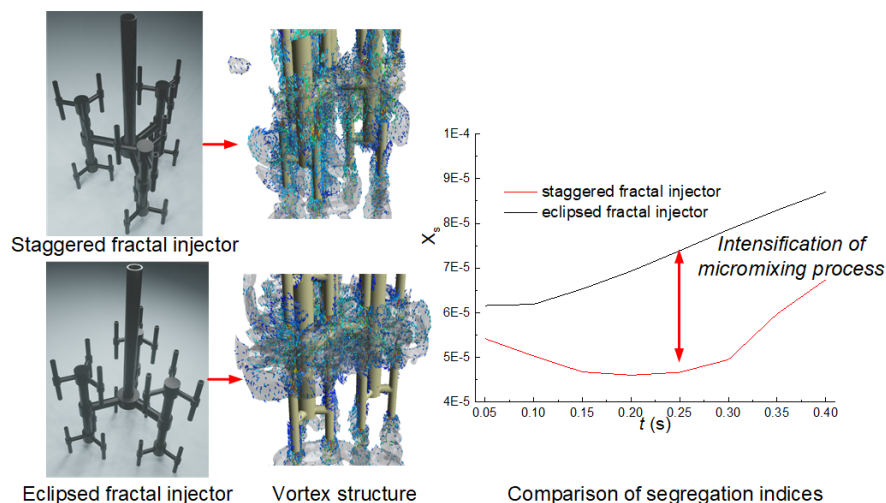 Staggered fractal injector
Eclipsed fractal injector
Vortex structure
1E-4
9E-5
8E-5
7E-5
6E-5
5E-5
4E-5
Xs
staggered fractal injector
eclipsed fractal injector
Intensification of
micromixing process
0.05 0.10 0.15 0.20 0.25 0.30 0.35 0.40
t (s)
Comparison of segregation indices